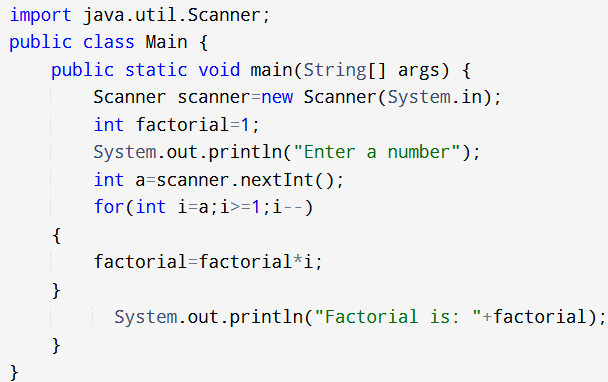 import java.util.Scanner;
public class Main {
    public static void main(String[] args) {
        Scanner scanner=new Scanner(System.in);
        int factorial=1;
        System.out.println("Enter a number");
        int a=scanner.nextInt();
        for(int i=a;i>=1;i--)
    {
        factorial=factorial*i;
    }
          System.out.println("Factorial is: "+factorial);
    }
}